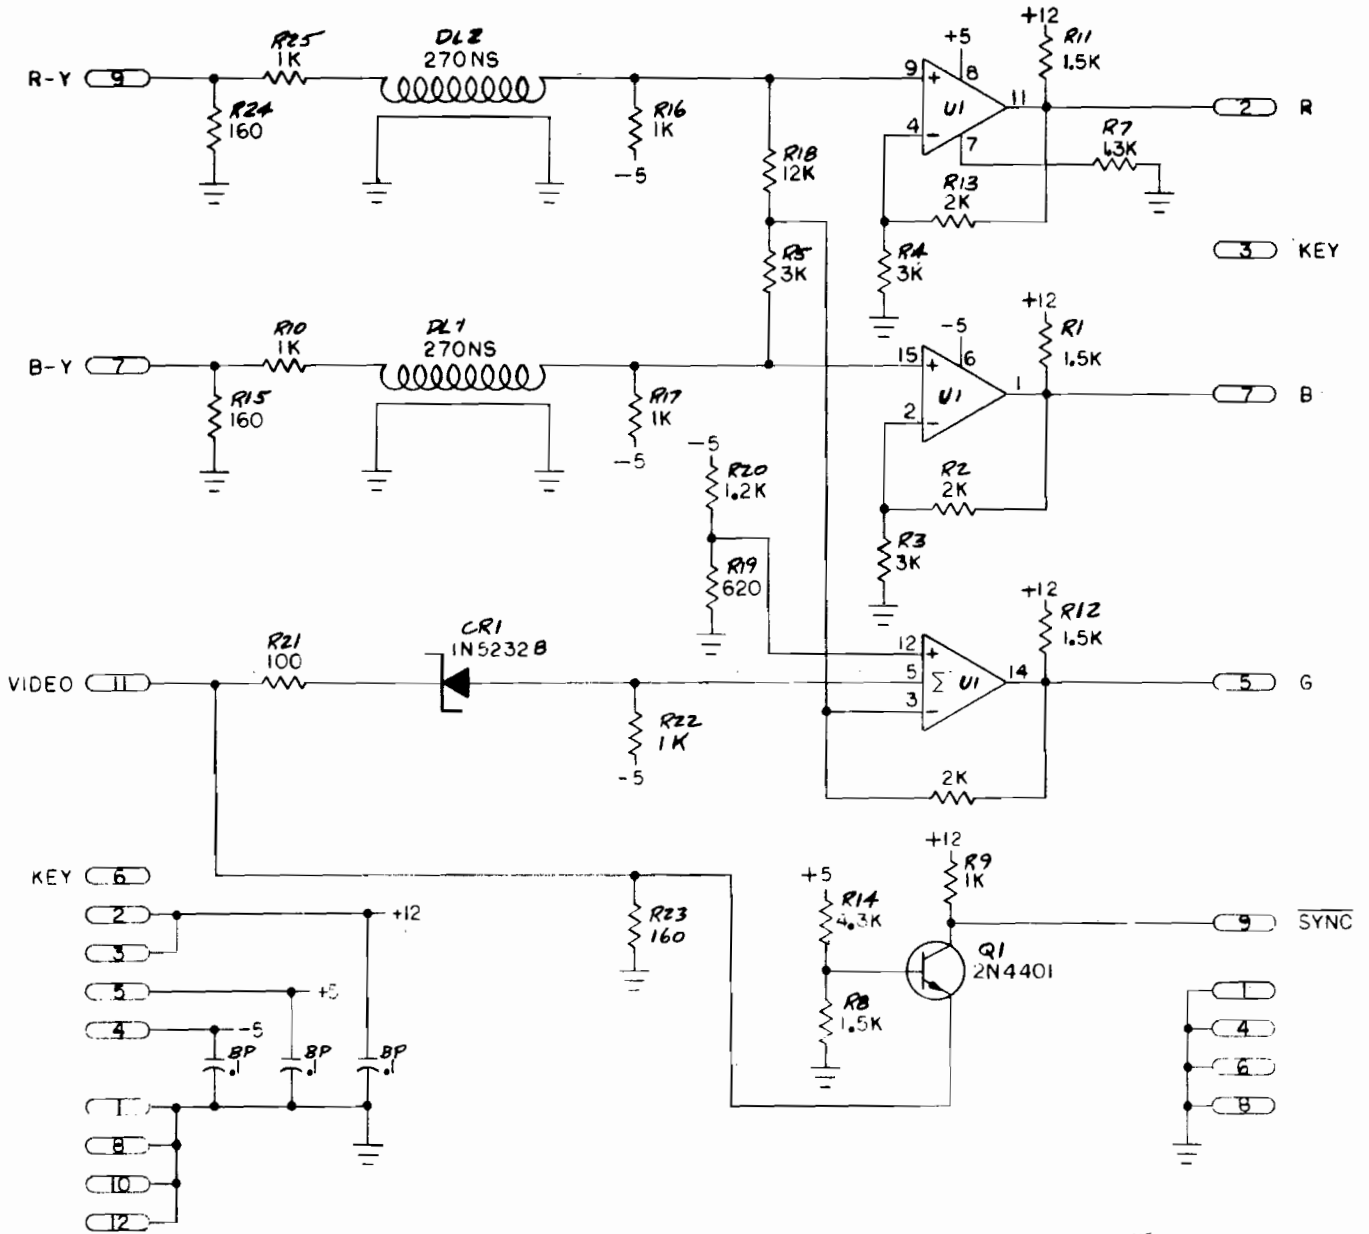 R-Y 9
R25
1K
DL2
270NS
R24
160
R16
1K
-5
R18
12K
+5
9 +
8
U1
11
4 -
7
+12
R11
1.5K
2 R
R7
R13
2K
R4
3K
R5
3K
3 KEY
B-Y 7
R10
1K
DL1
270NS
R15
160
R17
1K
-5
-5
15 +
6
U1
1
2 -
+12
R1
1.5K
7 B
R2
2K
R3
3K
-5
R20
1.2K
R19
620
VIDEO 11
R21
100
CR1
1N5232B
R22
1K
-5
12 +
5 Σ U1
14
3 -
+12
R12
1.5K
5 G
2K
KEY 6
2
+12
3
5
+5
4
-5
BP
.1
BP
.1
BP
.1
1
8
10
12
R23
160
+5
R14
4.3K
R8
1.5K
+12
R9
1K
Q1
2N4401
9 SYNC
1
4
6
8